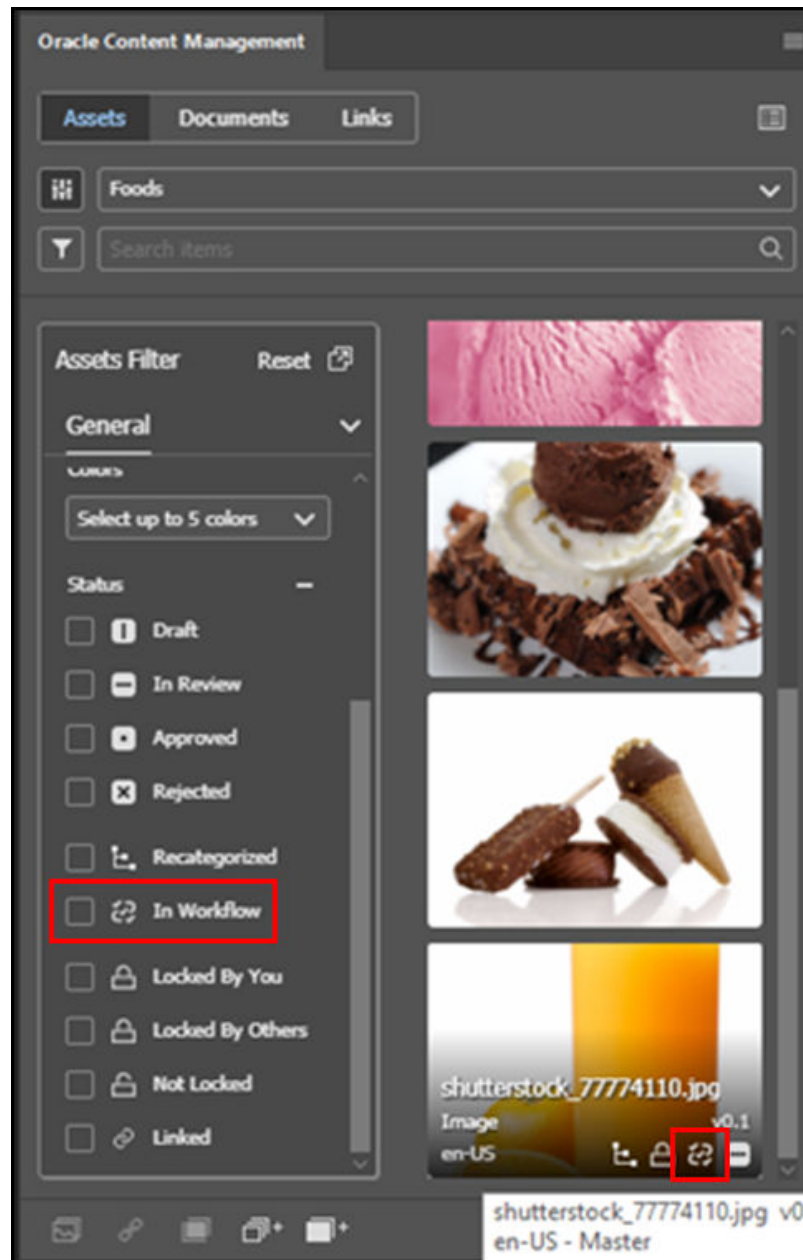 Oracle Content Management
Assets Documents Links
Foods
Search items
Assets Filter Reset
General
Colors
Select up to 5 colors
Status
Draft
In Review
Approved
Rejected
Recategorized
In Workflow
Locked By You
Locked By Others
Not Locked
Linked
shutterstock_77774110.jpg
Image v0.1
en-US
shutterstock_77774110.jpg v0
en-US - Master